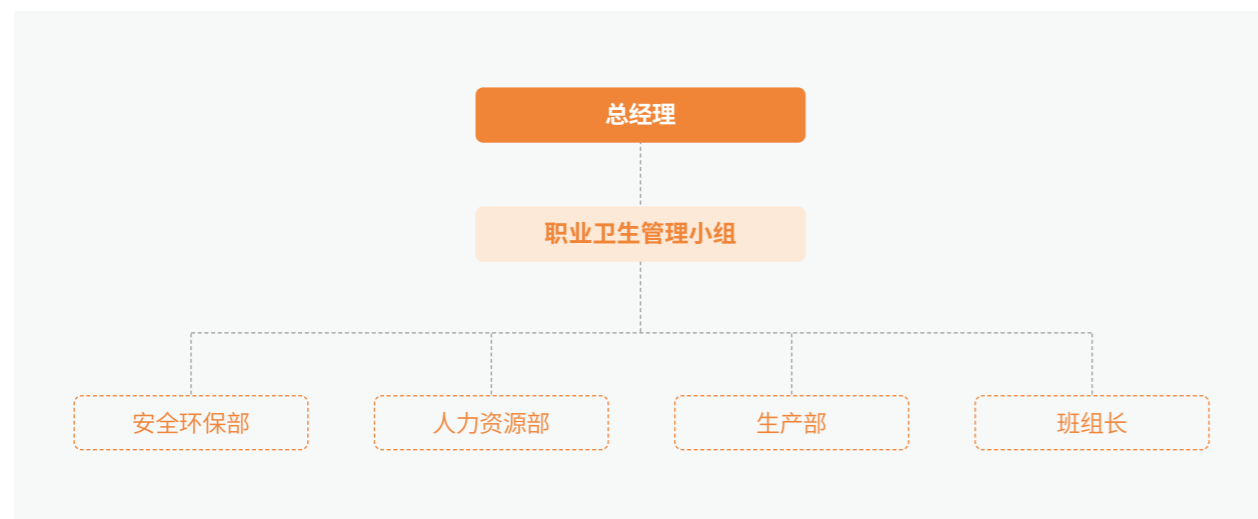 总经理
职业卫生管理小组
安全环保部
人力资源部
生产部
班组长